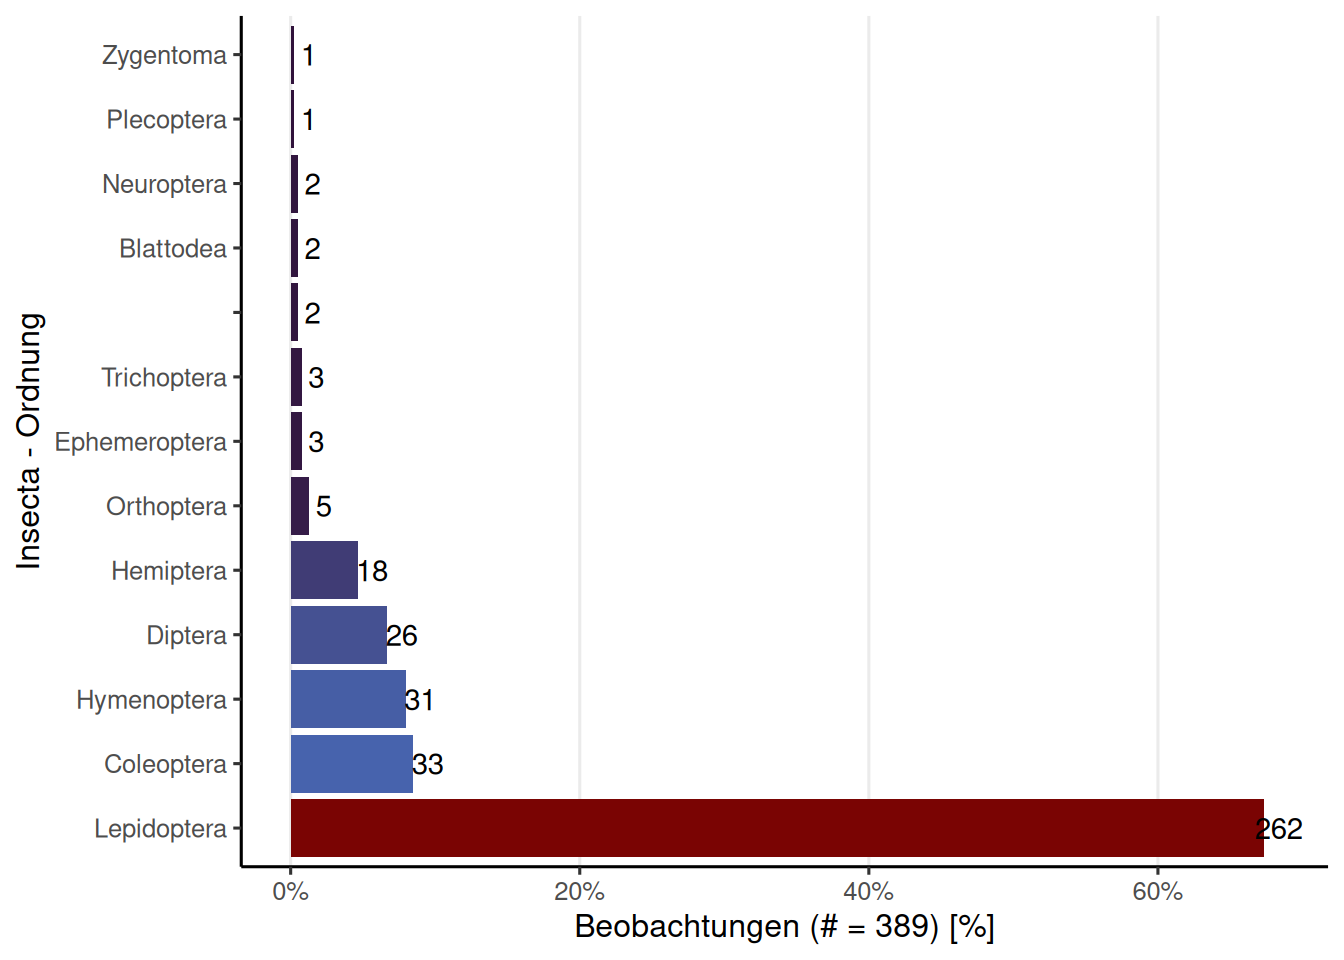 Zygentoma 1
Plecoptera 1
Neuroptera 2
Blattodea 2
2
Trichoptera 3
Ephemeroptera 3
Orthoptera 5
Hemiptera 18
Diptera 26
Hymenoptera 31
Coleoptera 33
Lepidoptera 262
Insecta - Ordnung
0% 20% 40% 60%
Beobachtungen (# = 389) [%]